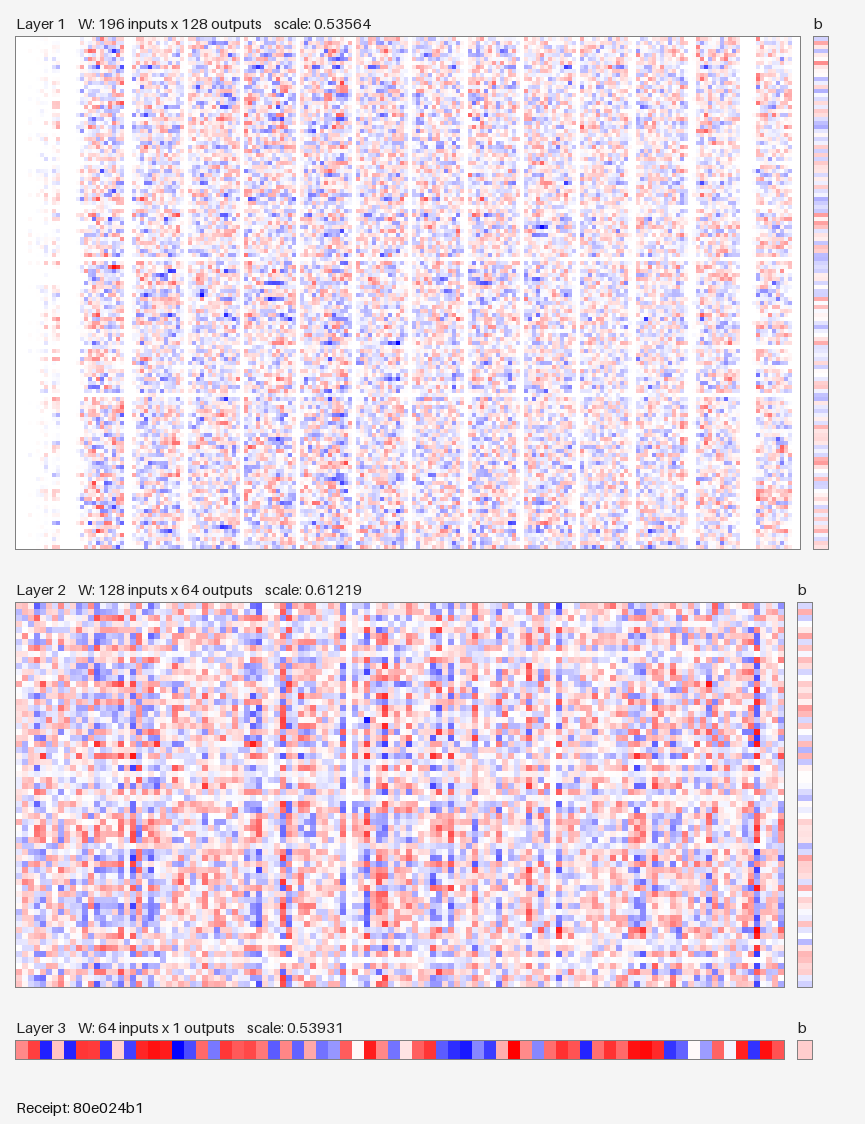 Layer 1 W: 196 inputs x 128 outputs scale: 0.53564 b
Layer 2 W: 128 inputs x 64 outputs scale: 0.61219 b
Layer 3 W: 64 inputs x 1 outputs scale: 0.53931 b
Receipt: 80e024b1